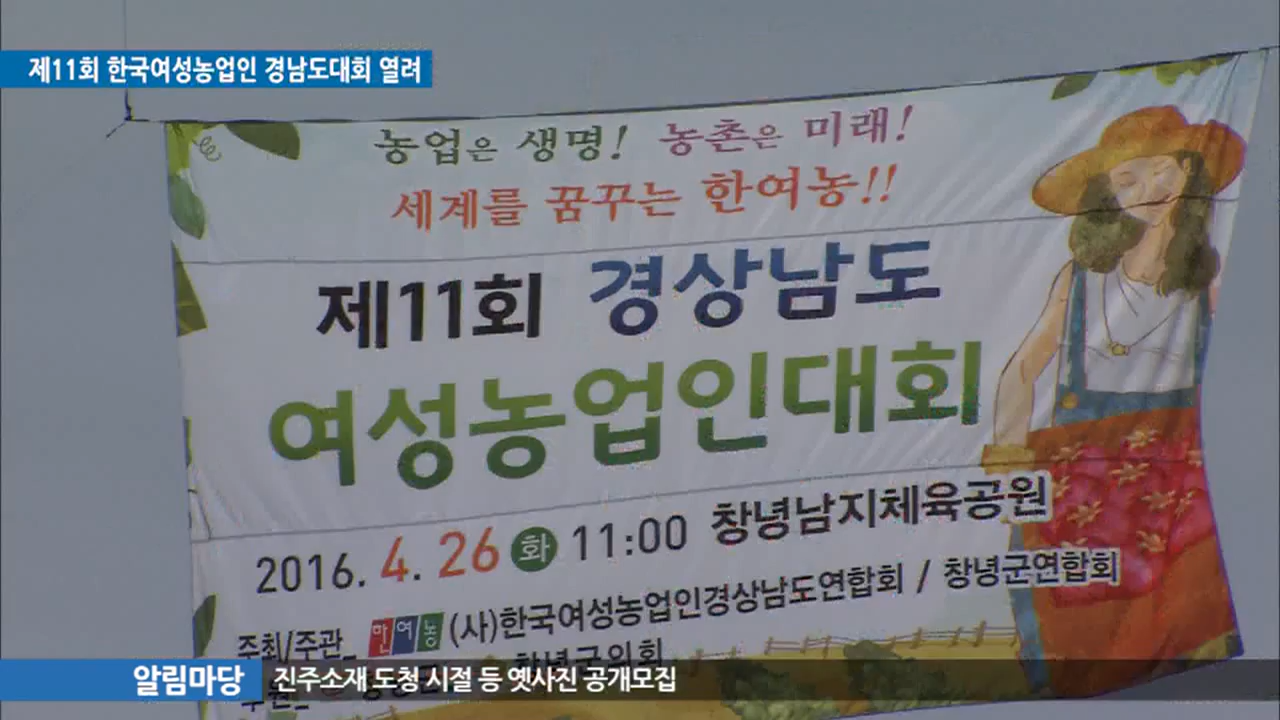 제11회 한국여성농업인 경남도대회 열려
농업은 생명! 농촌은 미래!
세계를 꿈꾸는 한여농!!
제11회 경상남도
여성농업인대회
2016. 4. 26 화 11:00 창녕남지체육공원
주최/주관_ 한여농 (사)한국여성농업인경상남도연합회 / 창녕군연합회
창녕군의회
알림마당 진주소재 도청 시절 등 옛사진 공개모집